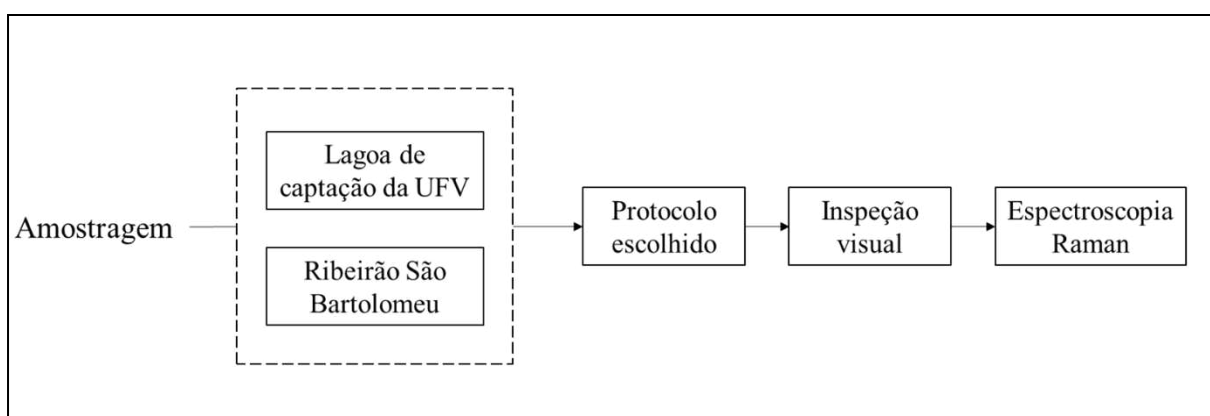 Amostragem
Lagoa de
captação da UFV
Ribeirão São
Bartolomeu
Protocolo
escolhido
Inspeção
visual
Espectroscopia
Raman